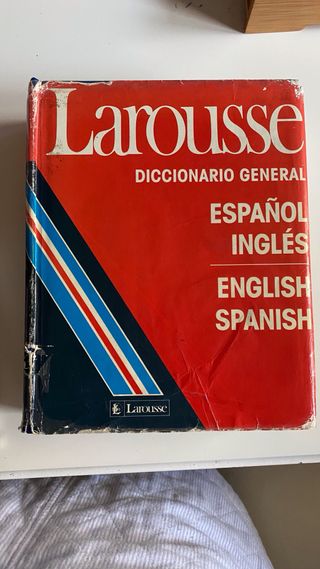 Larousse
DICCIONARIO GENERAL
ESPAÑOL
INGLÉS
ENGLISH
SPANISH
Larousse